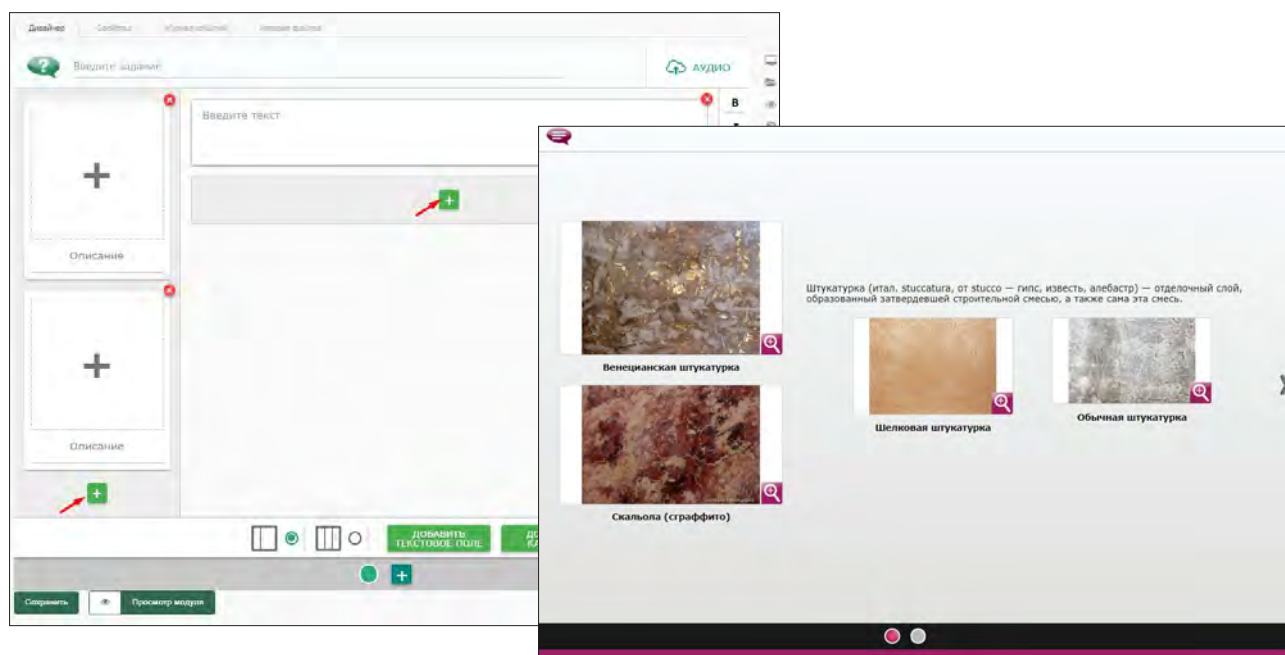 Дизайнер
Введите задание
АУДИО
Введите текст
B
Описание
Описание
ДОБАВИТЬ
ТЕКСТОВОЕ ПОЛЕ
Сохранить
Просмотр модуля
Венецианская штукатурка
Скальола (сграффито)
Штукатурка (итал. stuccatura, от stucco — гипс, известь, алебастр) — отделочный слой,
образованный затвердевшей строительной смесью, а также сама эта смесь.
Шелковая штукатурка
Обычная штукатурка